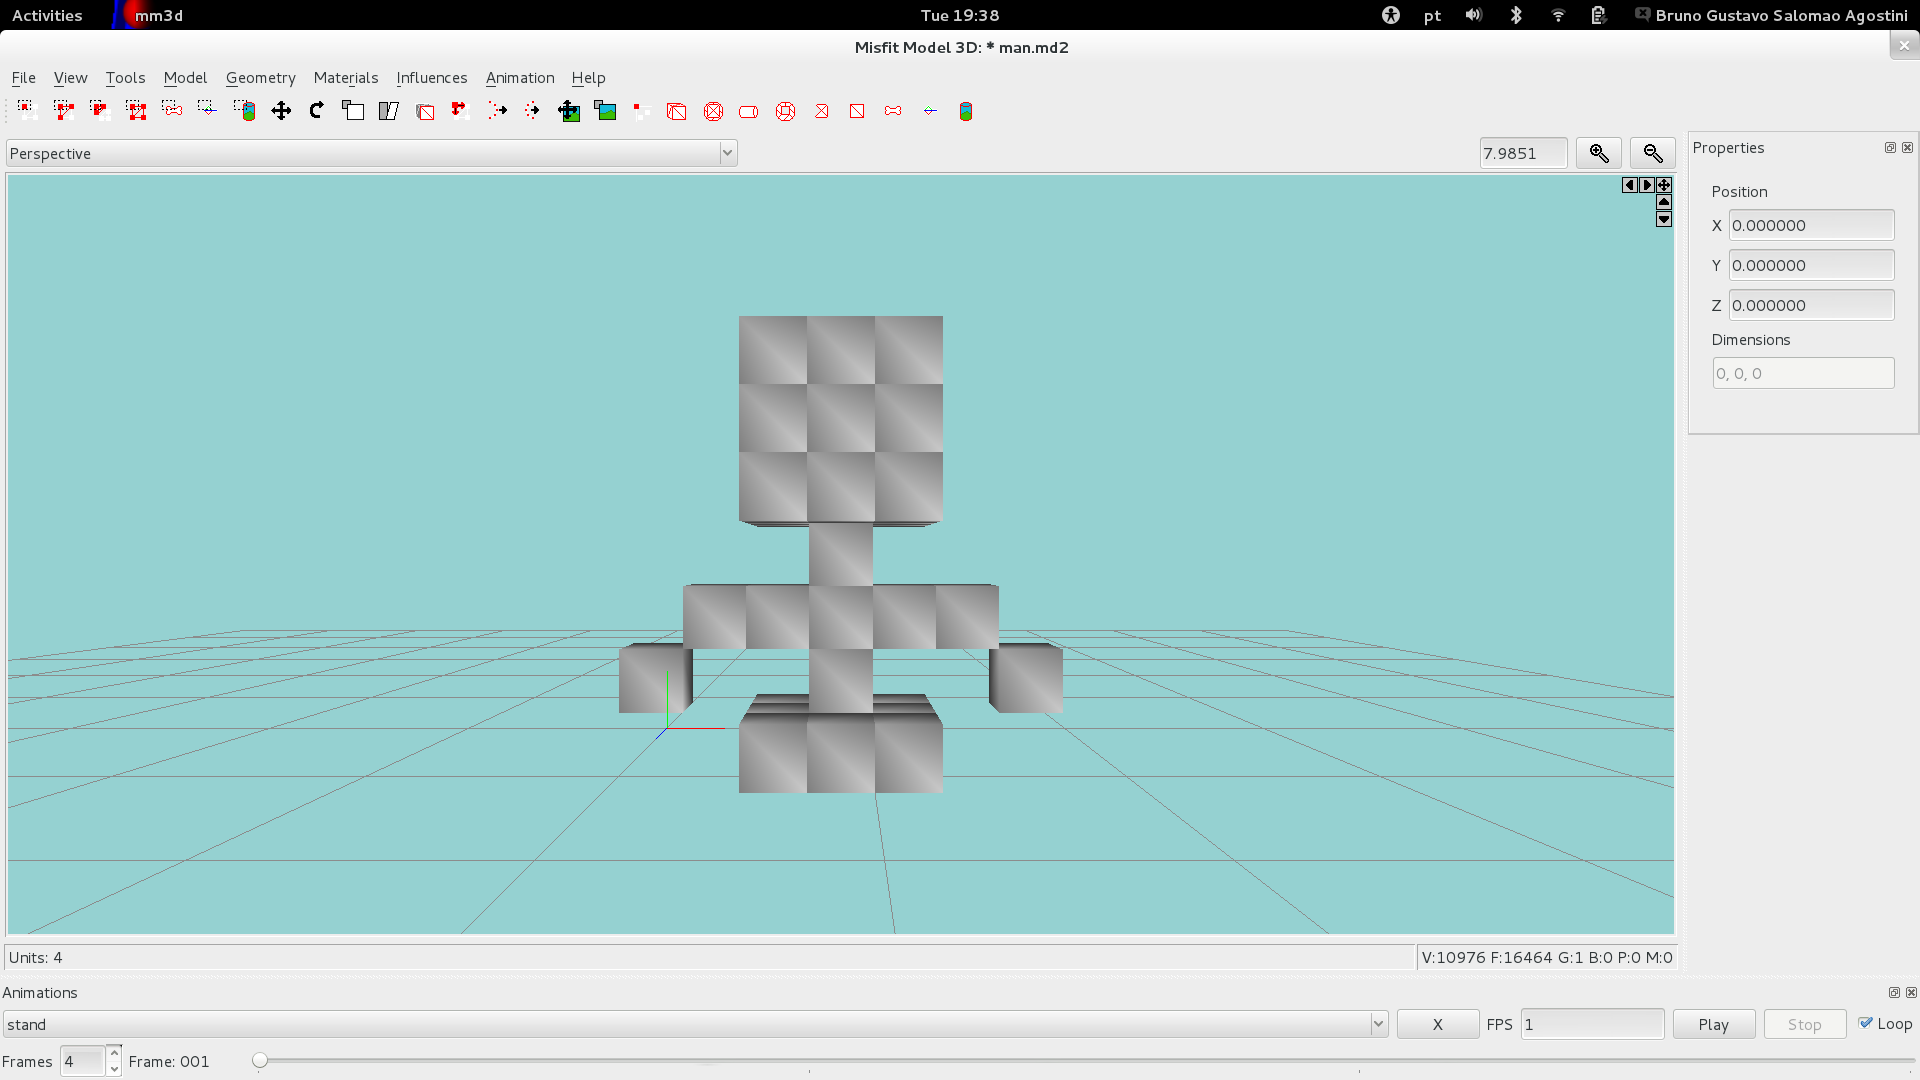 Activities mm3d Tue 19:38 pt Bruno Gustavo Salomao Agostini
Misfit Model 3D: * man.md2
File View Tools Model Geometry Materials Influences Animation Help
Perspective 7.9851
Properties
Position
X 0.000000
Y 0.000000
Z 0.000000
Dimensions
0, 0, 0
Units: 4 V:10976 F:16464 G:1 B:0 P:0 M:0
Animations
stand X FPS 1 Play Stop Loop
Frames 4 Frame: 001